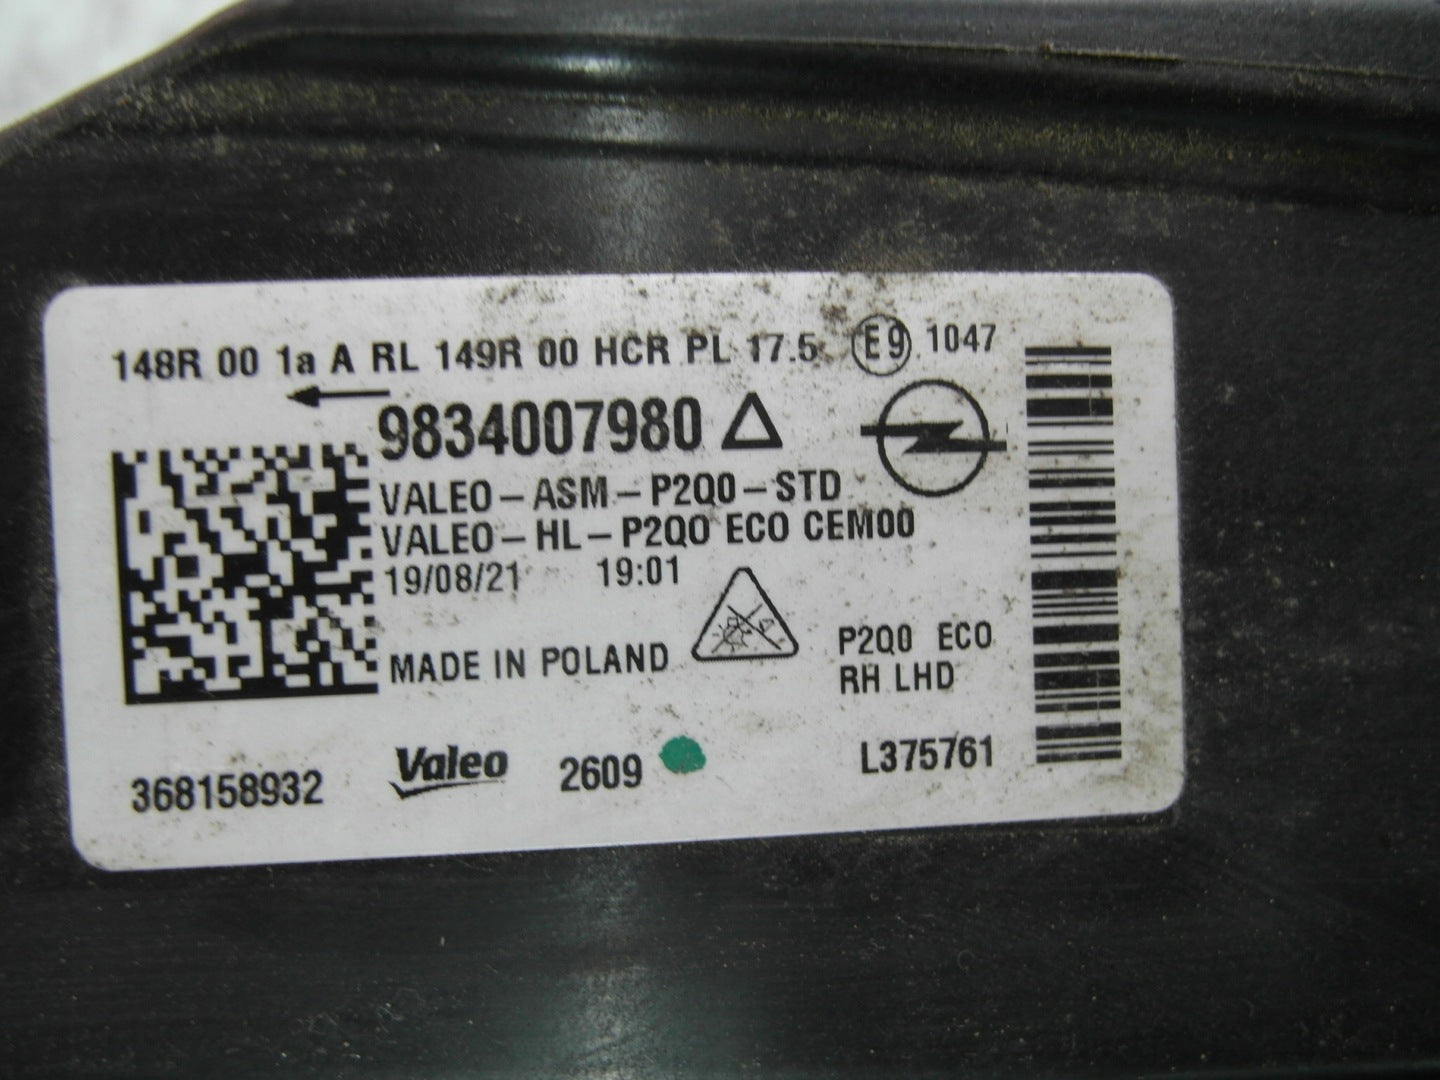 148R 00 1a A RL 149R 00 HCR PL 17.5 E9 1047
9834007980
VALEO-ASM-P2Q0-STD
VALEO-HL-P2Q0 ECO CEM00
19/08/21 19:01
MADE IN POLAND
P2Q0 ECO
RH LHD
368158932 Valeo 2609 L375761